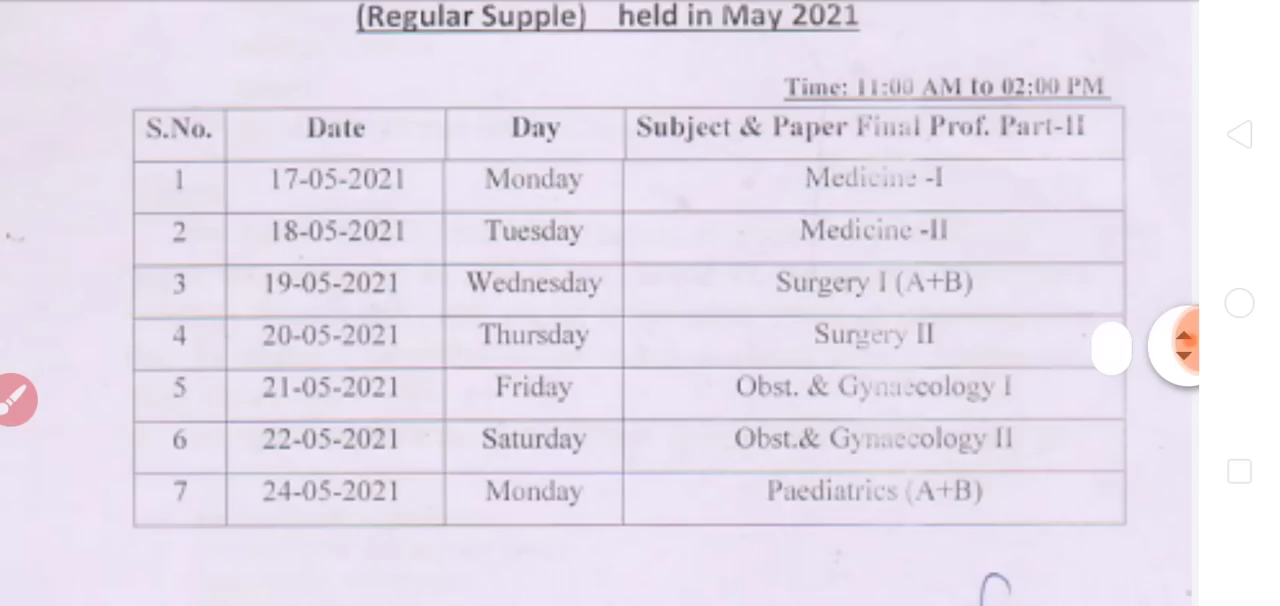 (Regular Supple) held in May 2021
Time: 11:00 AM to 02:00 PM
S.No. Date Day Subject & Paper Final Prof. Part-II
1 17-05-2021 Monday Medicine -I
2 18-05-2021 Tuesday Medicine -II
3 19-05-2021 Wednesday Surgery I (A+B)
4 20-05-2021 Thursday Surgery II
5 21-05-2021 Friday Obst. & Gynaecology I
6 22-05-2021 Saturday Obst.& Gynaecology II
7 24-05-2021 Monday Paediatrics (A+B)